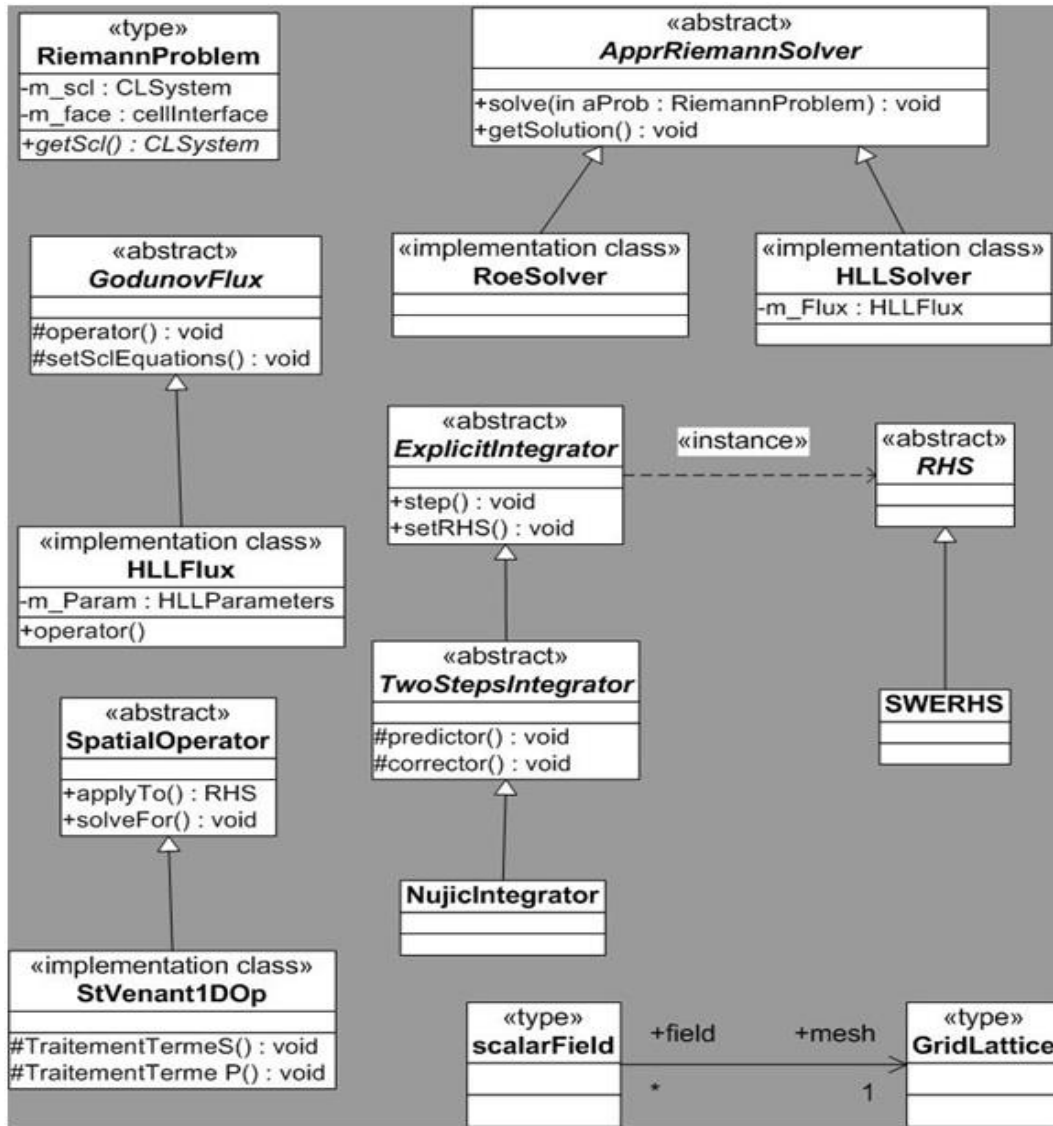 «type»
RiemannProblem
-m_scl : CLSystem
-m_face : cellInterface
+getScl() : CLSystem
«abstract»
ApprRiemannSolver
+solve(in aProb : RiemannProblem) : void
+getSolution() : void
«implementation class»
RoeSolver
«implementation class»
HLLSolver
-m_Flux : HLLFlux
«abstract»
GodunovFlux
#operator() : void
#setSclEquations() : void
«implementation class»
HLLFlux
-m_Param : HLLParameters
+operator()
«abstract»
ExplicitIntegrator
+step() : void
+setRHS() : void
«instance»
«abstract»
RHS
«abstract»
TwoStepsIntegrator
#predictor() : void
#corrector() : void
SWERHS
«abstract»
SpatialOperator
+applyTo() : RHS
+solveFor() : void
NujicIntegrator
«implementation class»
StVenant1DOp
#TraitementTermeS() : void
#TraitementTerme P() : void
«type»
scalarField
+field
+mesh
*
1
«type»
GridLattice